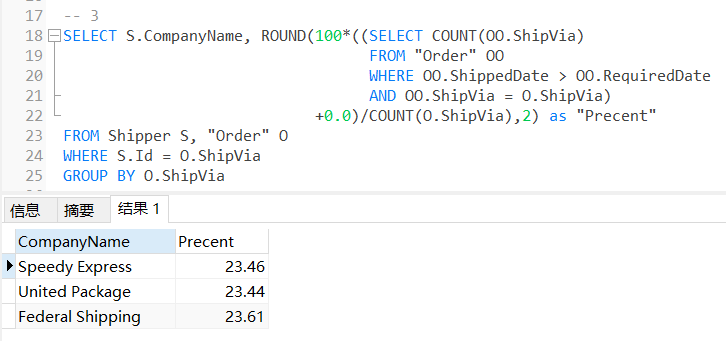 17 -- 3
18 SELECT S.CompanyName, ROUND(100*((SELECT COUNT(OO.ShipVia)
19 FROM "Order" OO
20 WHERE OO.ShippedDate > OO.RequiredDate
21 AND OO.ShipVia = O.ShipVia)
22 +0.0)/COUNT(O.ShipVia),2) as "Precent"
23 FROM Shipper S, "Order" O
24 WHERE S.Id = O.ShipVia
25 GROUP BY O.ShipVia
信息 摘要 结果 1
CompanyName Precent
Speedy Express 23.46
United Package 23.44
Federal Shipping 23.61